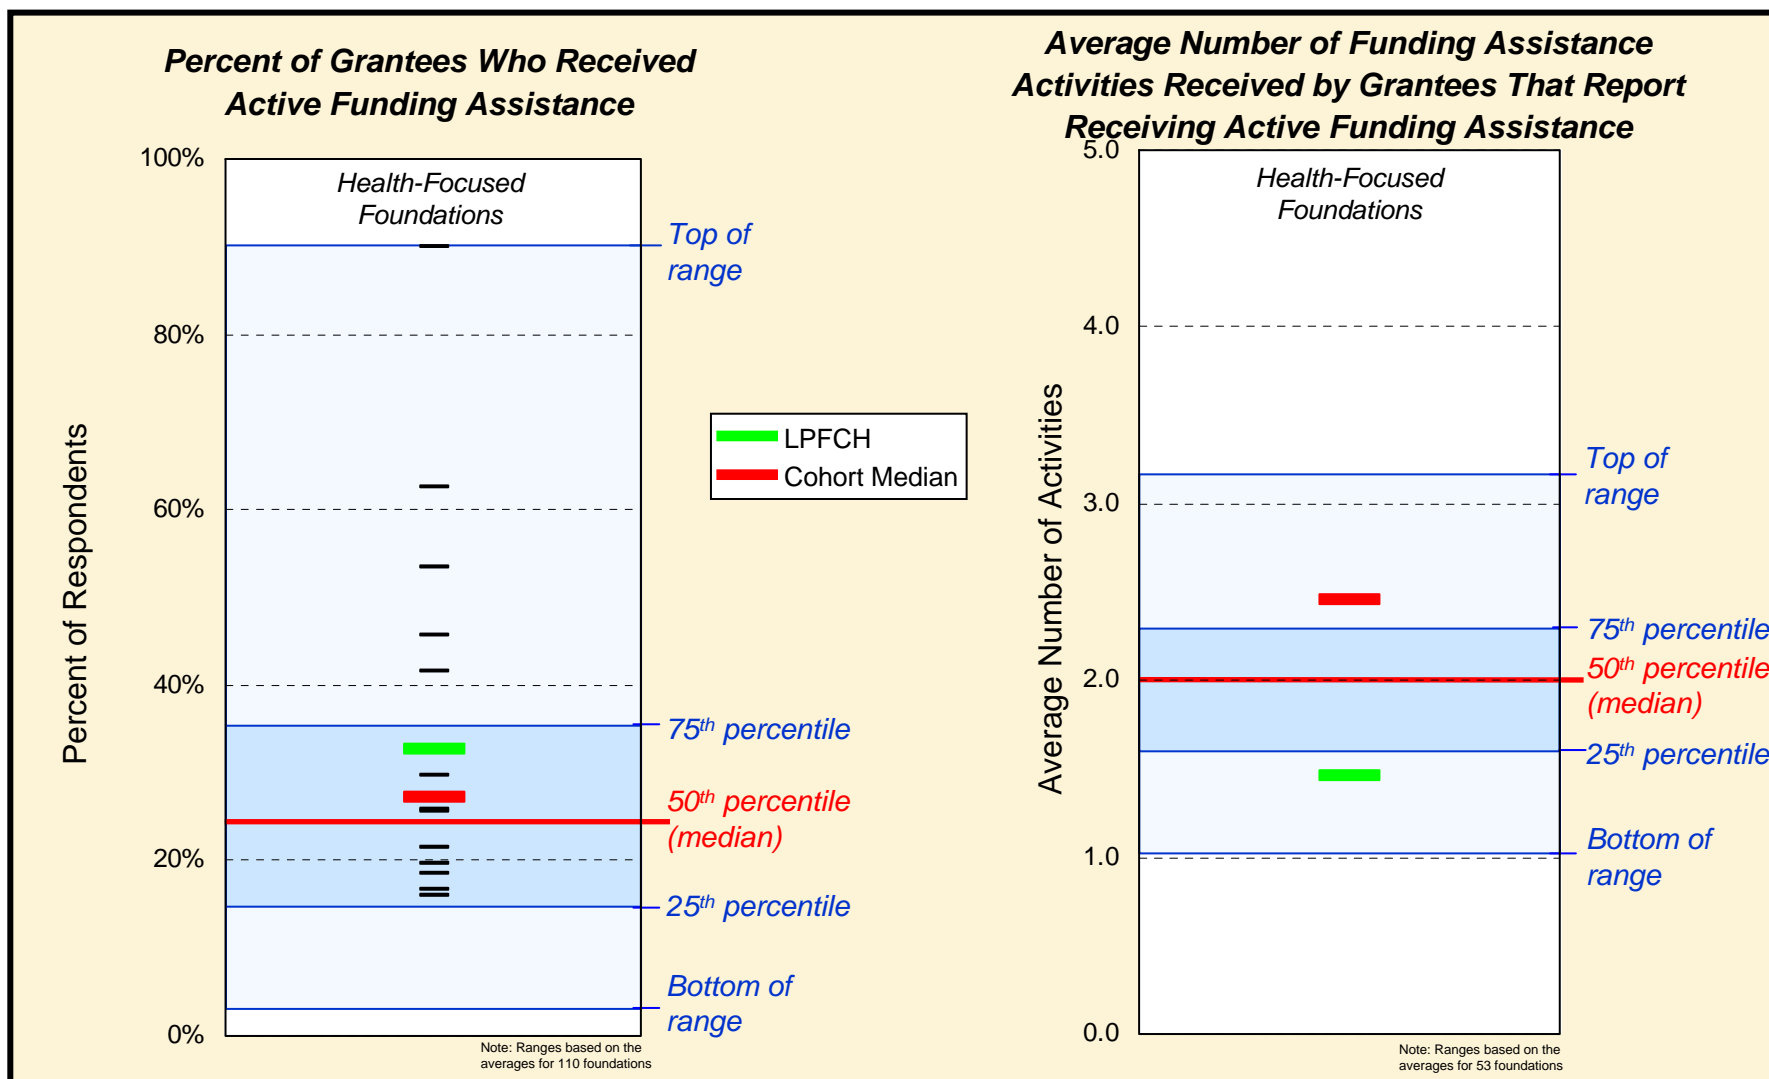 Percent of Grantees Who Received
Active Funding Assistance
100%
80%
60%
40%
20%
0%
Percent of Respondents
Health-Focused
Foundations
Top of
range
75th percentile
50th percentile
(median)
25th percentile
Bottom of
range
Note: Ranges based on the
averages for 110 foundations
LPFCH
Cohort Median
Average Number of Funding Assistance
Activities Received by Grantees That Report
Receiving Active Funding Assistance
5.0
4.0
3.0
2.0
1.0
0.0
Average Number of Activities
Health-Focused
Foundations
Top of
range
75th percentile
50th percentile
(median)
25th percentile
Bottom of
range
Note: Ranges based on the
averages for 53 foundations